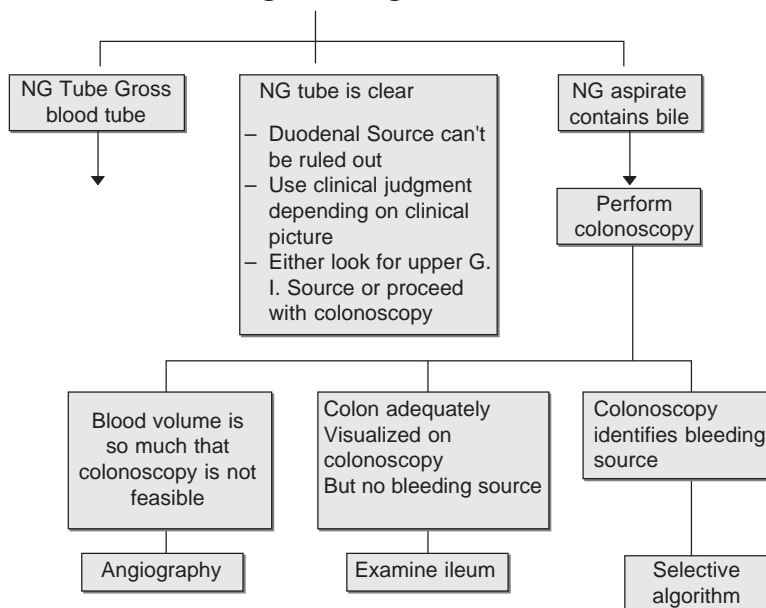 NG Tube Gross
blood tube
NG tube is clear
– Duodenal Source can't
be ruled out
– Use clinical judgment
depending on clinical
picture
– Either look for upper G.
I. Source or proceed
with colonoscopy
NG aspirate
contains bile
Perform
colonoscopy
Blood volume is
so much that
colonoscopy is not
feasible
Colon adequately
Visualized on
colonoscopy
But no bleeding source
Colonoscopy
identifies bleeding
source
Angiography
Examine ileum
Selective
algorithm